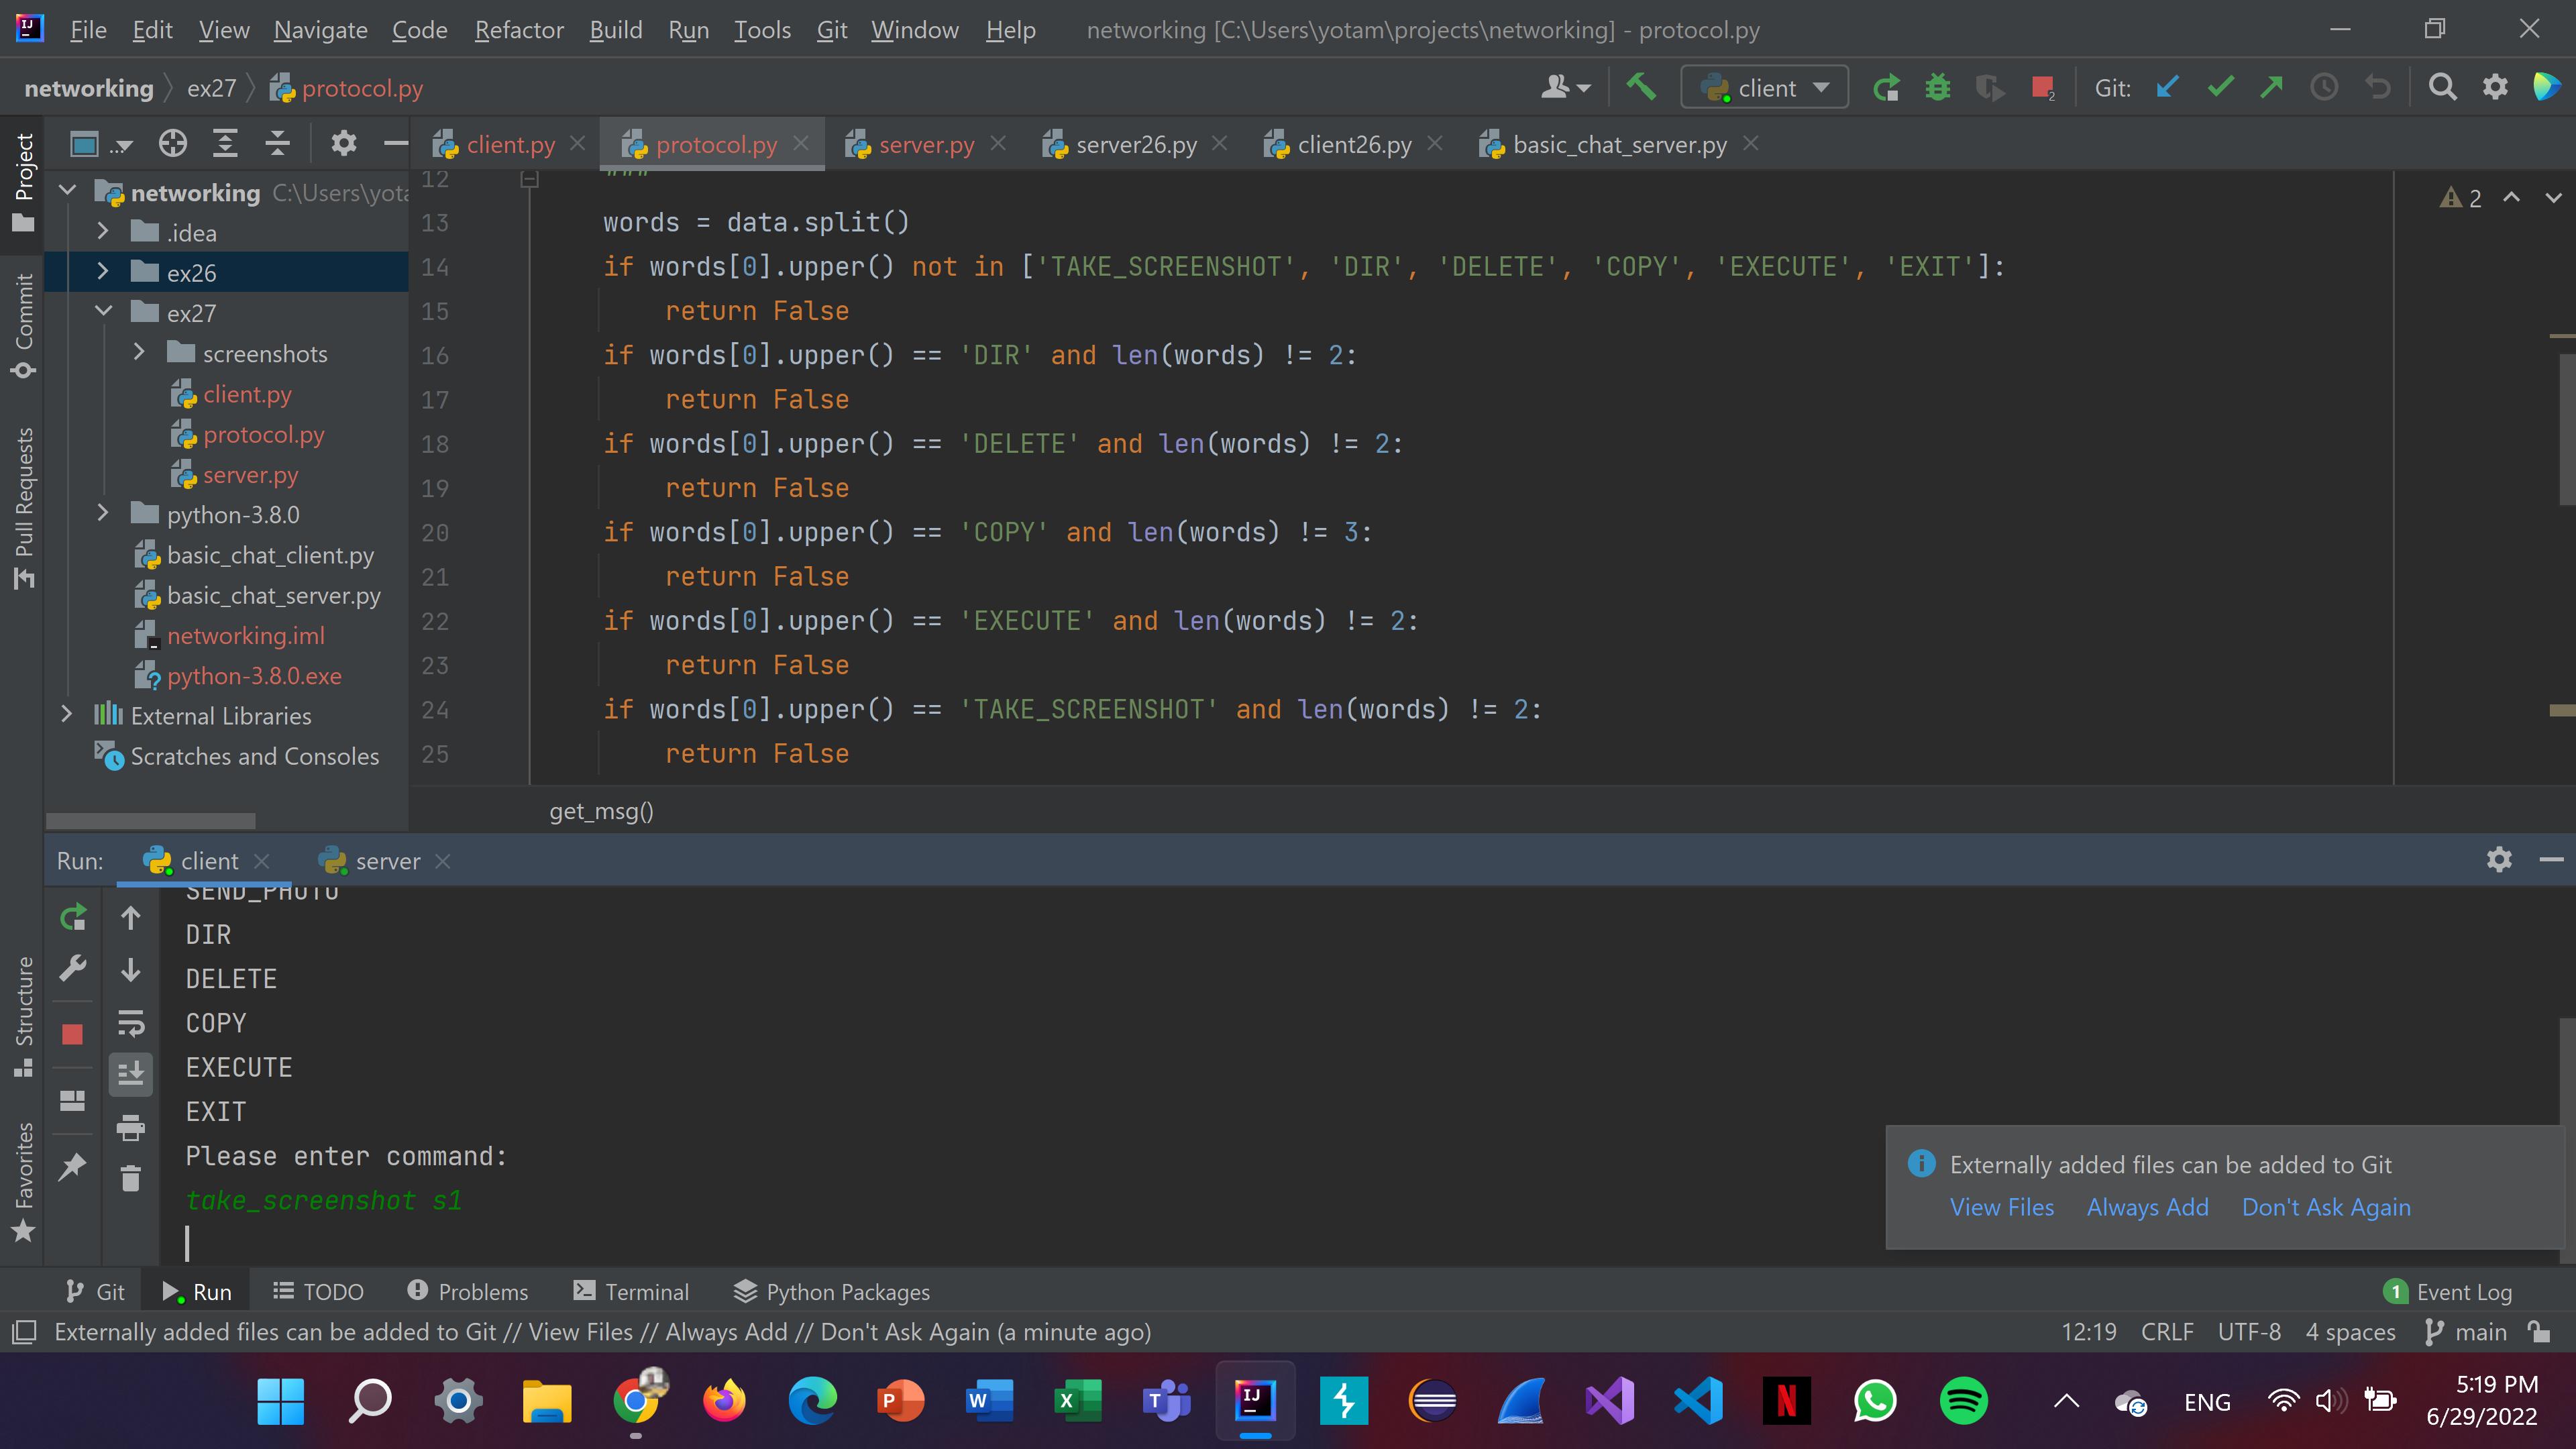 File Edit View Navigate Code Refactor Build Run Tools Git Window Help networking [C:\Users\yotam\projects\networking] - protocol.py
networking ex27 protocol.py client 2 Git:
... client.py protocol.py server.py server26.py client26.py basic_chat_server.py
Project
Commit
Pull Requests
Structure
Favorites
networking C:\Users\yota
.idea
ex26
ex27
screenshots
client.py
protocol.py
server.py
python-3.8.0
basic_chat_client.py
basic_chat_server.py
networking.iml
python-3.8.0.exe
External Libraries
Scratches and Consoles
2
12 """
13 words = data.split()
14 if words[0].upper() not in ['TAKE_SCREENSHOT', 'DIR', 'DELETE', 'COPY', 'EXECUTE', 'EXIT']:
15 return False
16 if words[0].upper() == 'DIR' and len(words) != 2:
17 return False
18 if words[0].upper() == 'DELETE' and len(words) != 2:
19 return False
20 if words[0].upper() == 'COPY' and len(words) != 3:
21 return False
22 if words[0].upper() == 'EXECUTE' and len(words) != 2:
23 return False
24 if words[0].upper() == 'TAKE_SCREENSHOT' and len(words) != 2:
25 return False
get_msg()
Run: client server
SEND_PHOTO
DIR
DELETE
COPY
EXECUTE
EXIT
Please enter command:
take_screenshot s1
Externally added files can be added to Git
View Files Always Add Don't Ask Again
Git Run TODO Problems Terminal Python Packages 1 Event Log
Externally added files can be added to Git // View Files // Always Add // Don't Ask Again (a minute ago) 12:19 CRLF UTF-8 4 spaces main
ENG
5:19 PM
6/29/2022